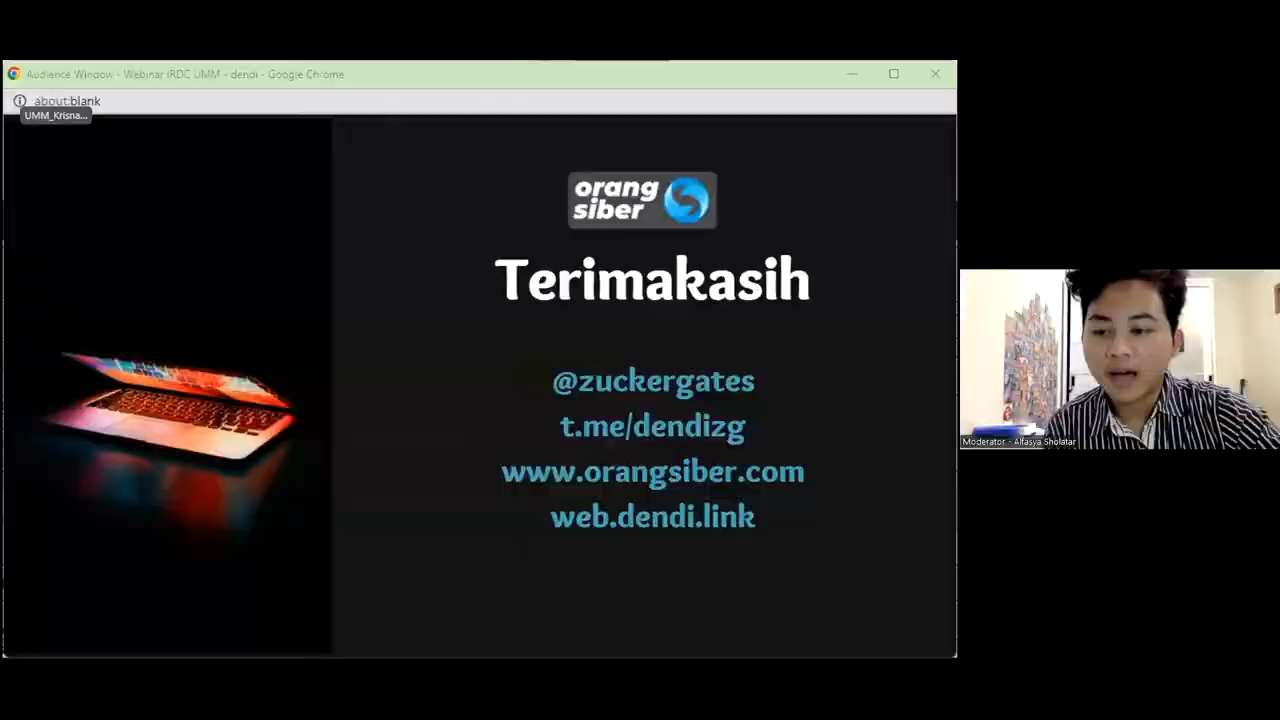 Audience Window - Webinar IRDC UMM - dendi - Google Chrome
about:blank
UMM_Krisna...
orang
siber
Terimakasih
@zuckergates
t.me/dendizg
www.orangsiber.com
web.dendi.link
Moderator - Alfasya Sholatar